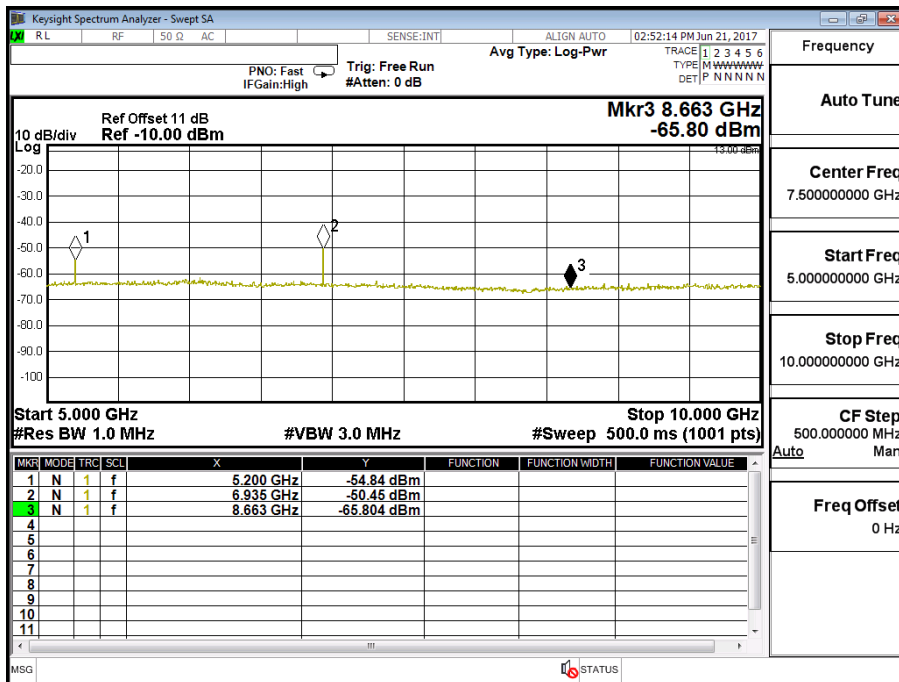 Keysight Spectrum Analyzer - Swept SA
LXI RL RF 50 Ω AC SENSE:INT ALIGN AUTO 02:52:14 PM Jun 21, 2017
Avg Type: Log-Pwr
TRACE 1 2 3 4 5 6
TYPE M W W W W W
DET P N N N N N
PNO: Fast
IFGain:High
Trig: Free Run
#Atten: 0 dB
Mkr3 8.663 GHz
-65.80 dBm
Ref Offset 11 dB
10 dB/div Ref -10.00 dBm
Log
13.00 dBm
-20.0
-30.0
-40.0
-50.0
-60.0
-70.0
-80.0
-90.0
-100
1
2
3
Start 5.000 GHz Stop 10.000 GHz
#Res BW 1.0 MHz #VBW 3.0 MHz #Sweep 500.0 ms (1001 pts)
MKR MODE TRC SCL X Y FUNCTION FUNCTION WIDTH FUNCTION VALUE
1 N 1 f 5.200 GHz -54.84 dBm
2 N 1 f 6.935 GHz -50.45 dBm
3 N 1 f 8.663 GHz -65.804 dBm
4
5
6
7
8
9
10
11
MSG STATUS
Frequency
Auto Tune
Center Freq
7.500000000 GHz
Start Freq
5.000000000 GHz
Stop Freq
10.000000000 GHz
CF Step
500.000000 MHz
Auto Man
Freq Offset
0 Hz